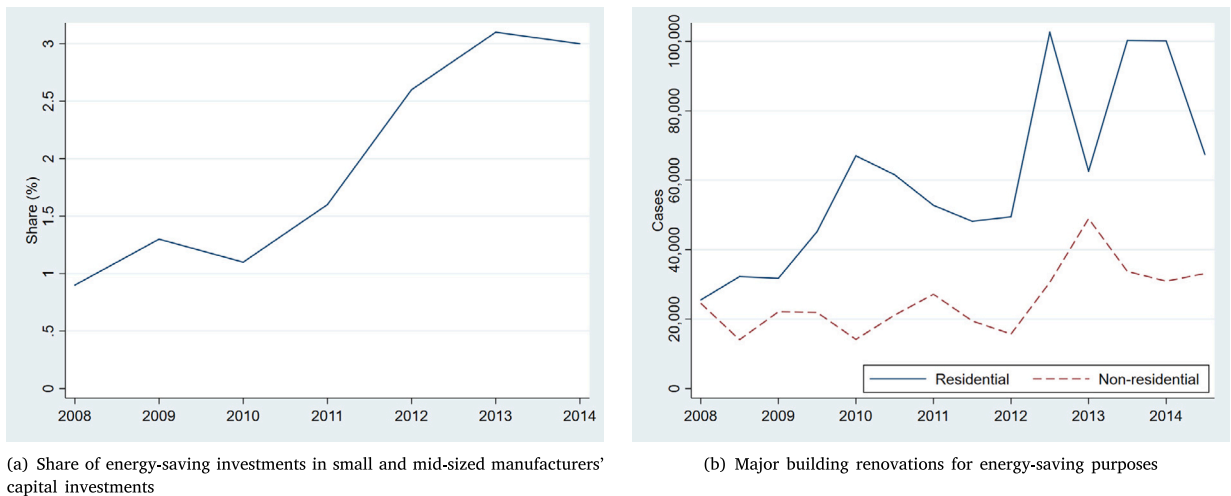 Share (%)
3
2.5
2
1.5
1
.5
0
2008 2009 2010 2011 2012 2013 2014
(a) Share of energy-saving investments in small and mid-sized manufacturers’
capital investments
Cases
100,000
80,000
60,000
40,000
20,000
0
Residential Non-residential
2008 2009 2010 2011 2012 2013 2014
(b) Major building renovations for energy-saving purposes